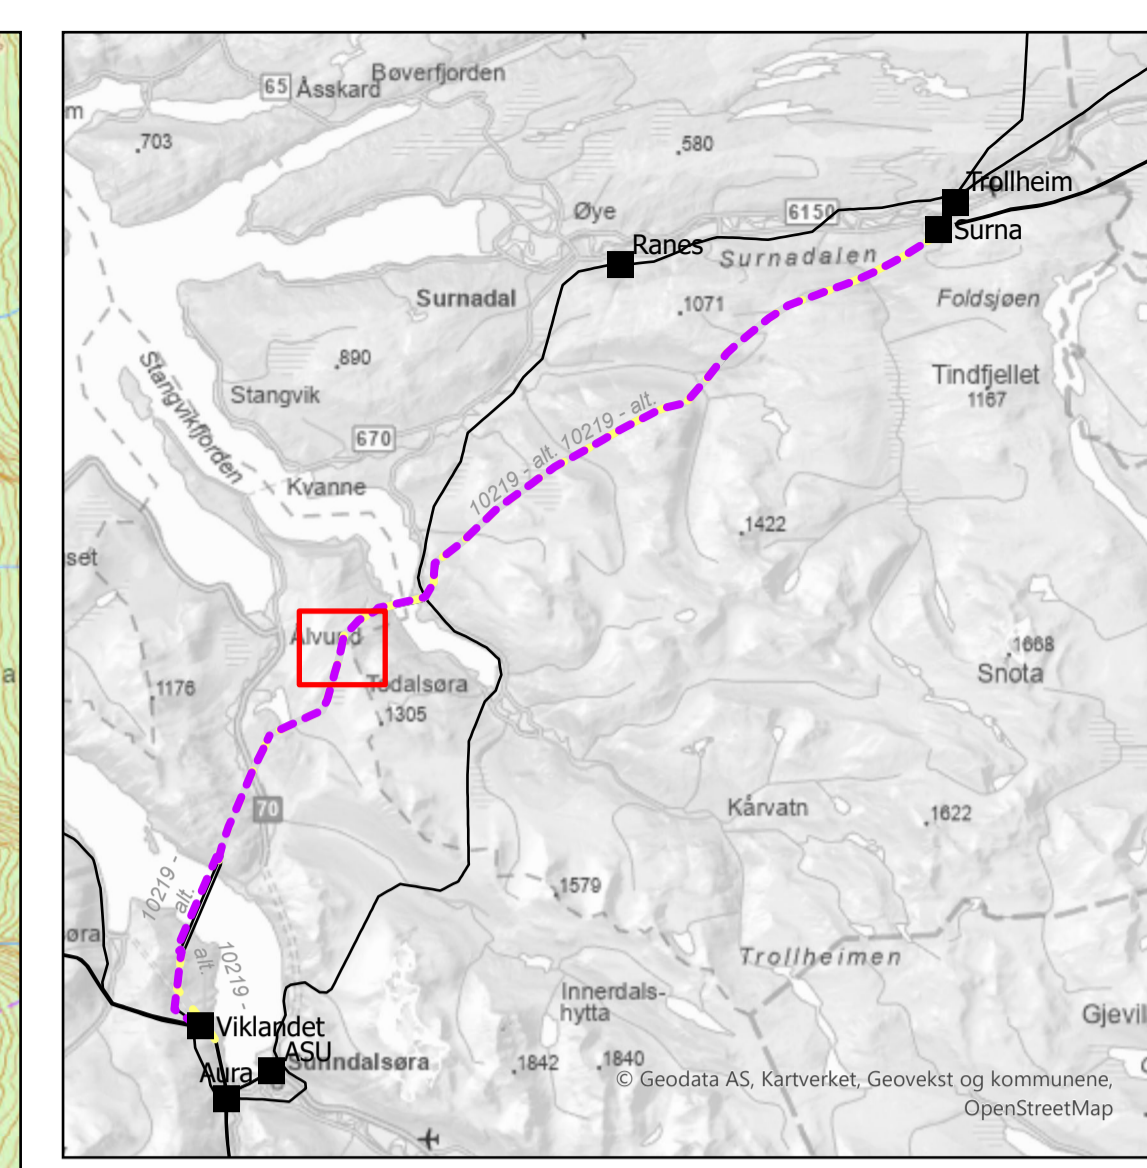 65 Åsskard
Bøverfjorden
m
703
580
Trollheim
Øye
6150
Ranes
Surna
Surnadalen
Surnadal
Foldsjøen
1071
890
Stangvik
Stangvikfjorden
Tindfjellet
1167
10219 - alt. 10219 - alt.
670
Kvanne
1422
set
Ålvund
1668
Snota
a
1176
Todalsøra
1305
70
Kårvatn
1622
10219 -
alt.
1579
øra
alt.
10219 -
Trollheimen
Innerdals-
hytta
Gjevil
Viklandet
ASU
Sunndalsøra
Aura
1842
1840
© Geodata AS, Kartverket, Geovekst og kommunene,
OpenStreetMap